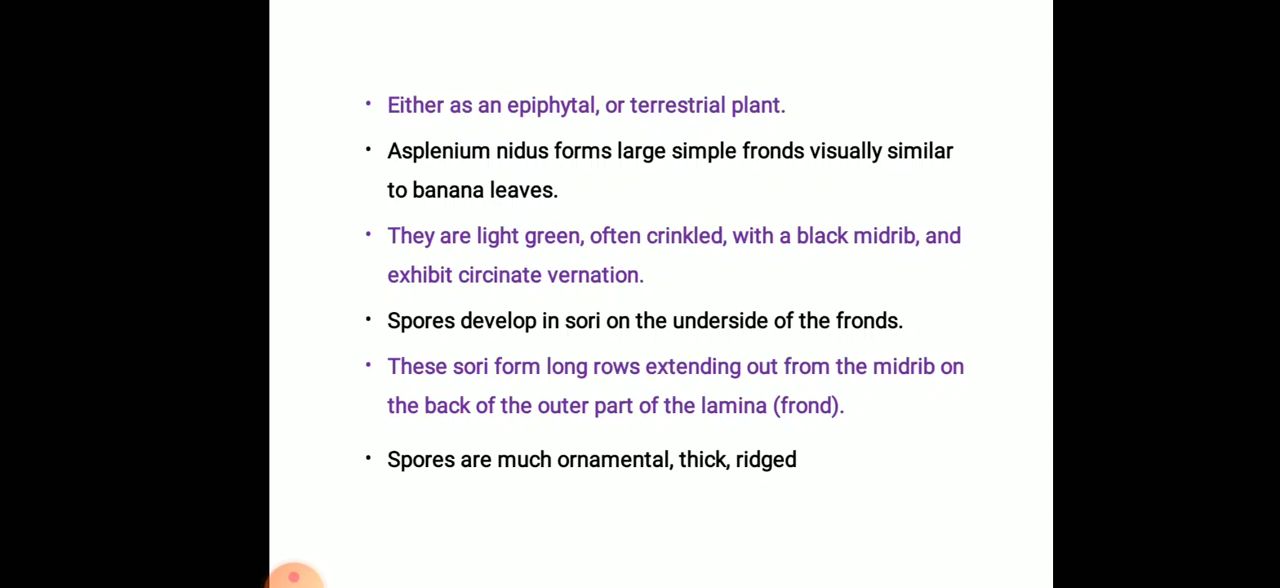 • Either as an epiphytal, or terrestrial plant.
• Asplenium nidus forms large simple fronds visually similar
to banana leaves.
• They are light green, often crinkled, with a black midrib, and
exhibit circinate vernation.
• Spores develop in sori on the underside of the fronds.
• These sori form long rows extending out from the midrib on
the back of the outer part of the lamina (frond).
• Spores are much ornamental, thick, ridged